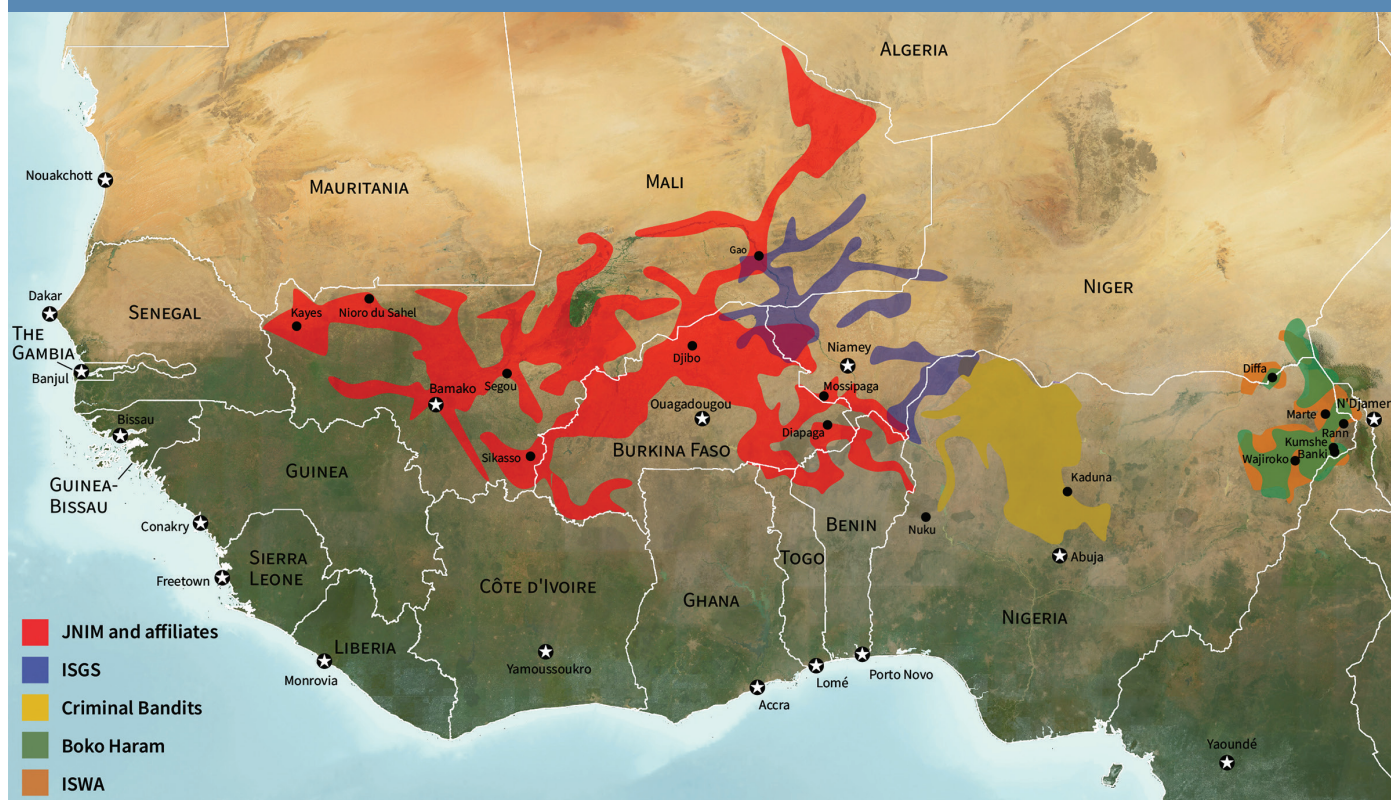 ALGERIA
Nouakchott
MAURITANIA
MALI
Gao
NIGER
Dakar
SENEGAL
Kayes
Nioro du Sahel
THE
GAMBIA
Banjul
Djibo
Niamey
Diffa
Bamako
Segou
Mossipaga
Ouagadougou
Marte
N'Djamen
Bissau
Diapaga
Rann
Kumshe
Banki
Wajiroko
BURKINA FASO
Sikasso
GUINEA
GUINEA-
BISSAU
Kaduna
Conakry
BENIN
Nuku
Abuja
SIERRA
LEONE
TOGO
Freetown
CÔTE D'IVOIRE
GHANA
NIGERIA
LIBERIA
Monrovia
Yamoussoukro
Lomé
Porto Novo
Accra
Yaoundé
JNIM and affiliates
ISGS
Criminal Bandits
Boko Haram
ISWA